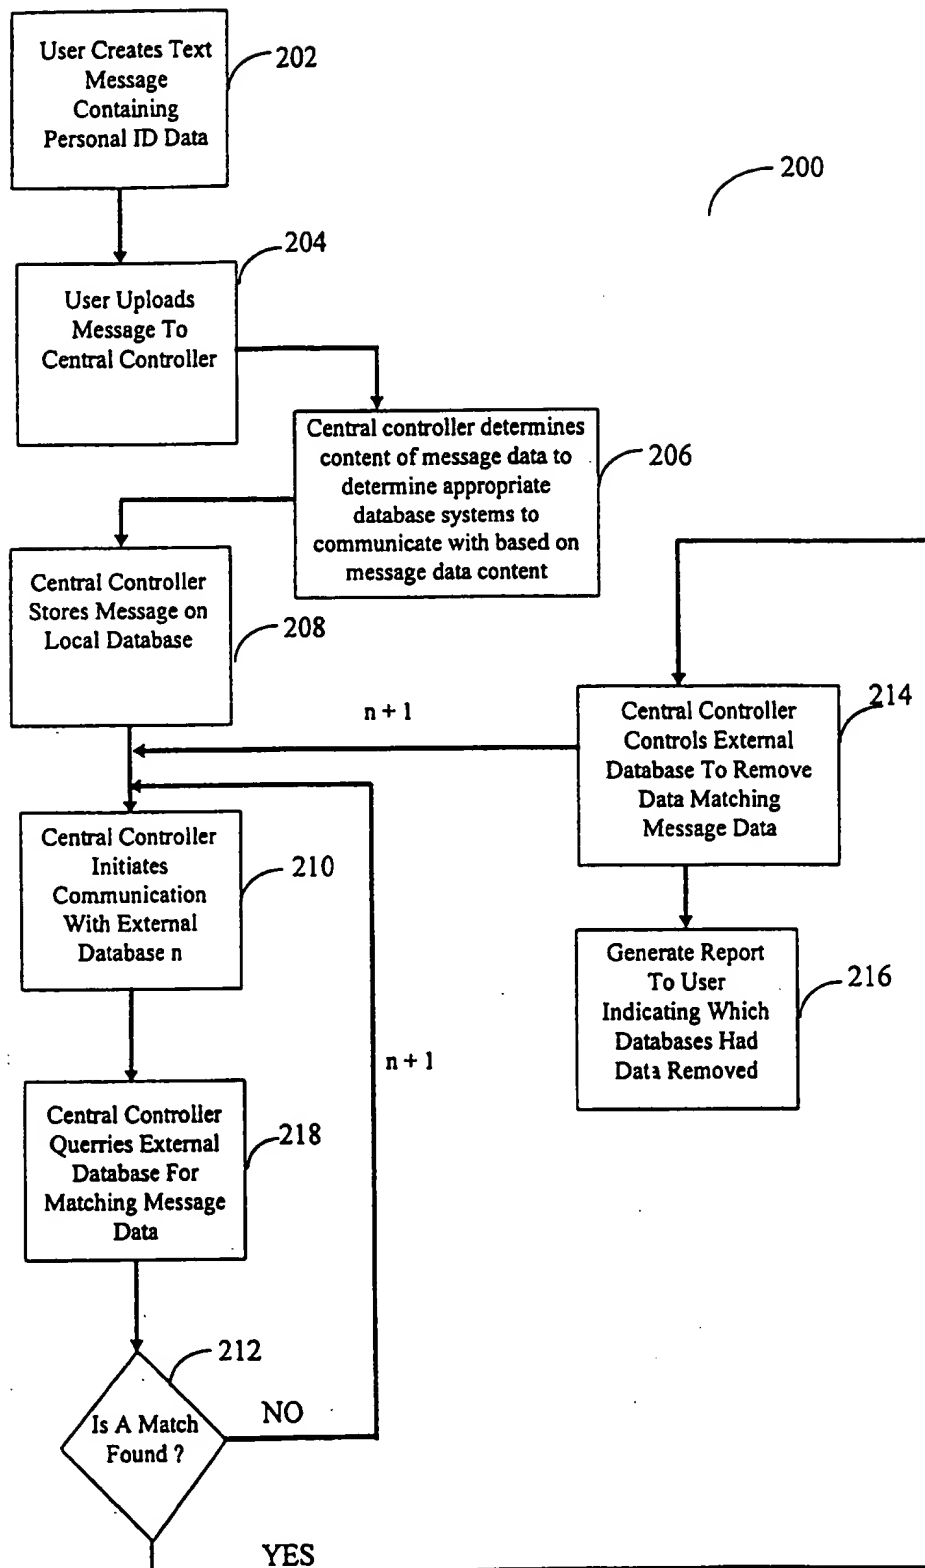 User Creates Text
Message
Containing
Personal ID Data
202
200
User Uploads
Message To
Central Controller
204
Central controller determines
content of message data to
determine appropriate
database systems to
communicate with based on
message data content
206
Central Controller
Stores Message on
Local Database
208
n + 1
Central Controller
Controls External
Database To Remove
Data Matching
Message Data
214
Central Controller
Initiates
Communication
With External
Database n
210
Generate Report
To User
Indicating Which
Databases Had
Data Removed
216
n + 1
Central Controller
Querries External
Database For
Matching Message
Data
218
212
Is A Match
Found ?
NO
YES